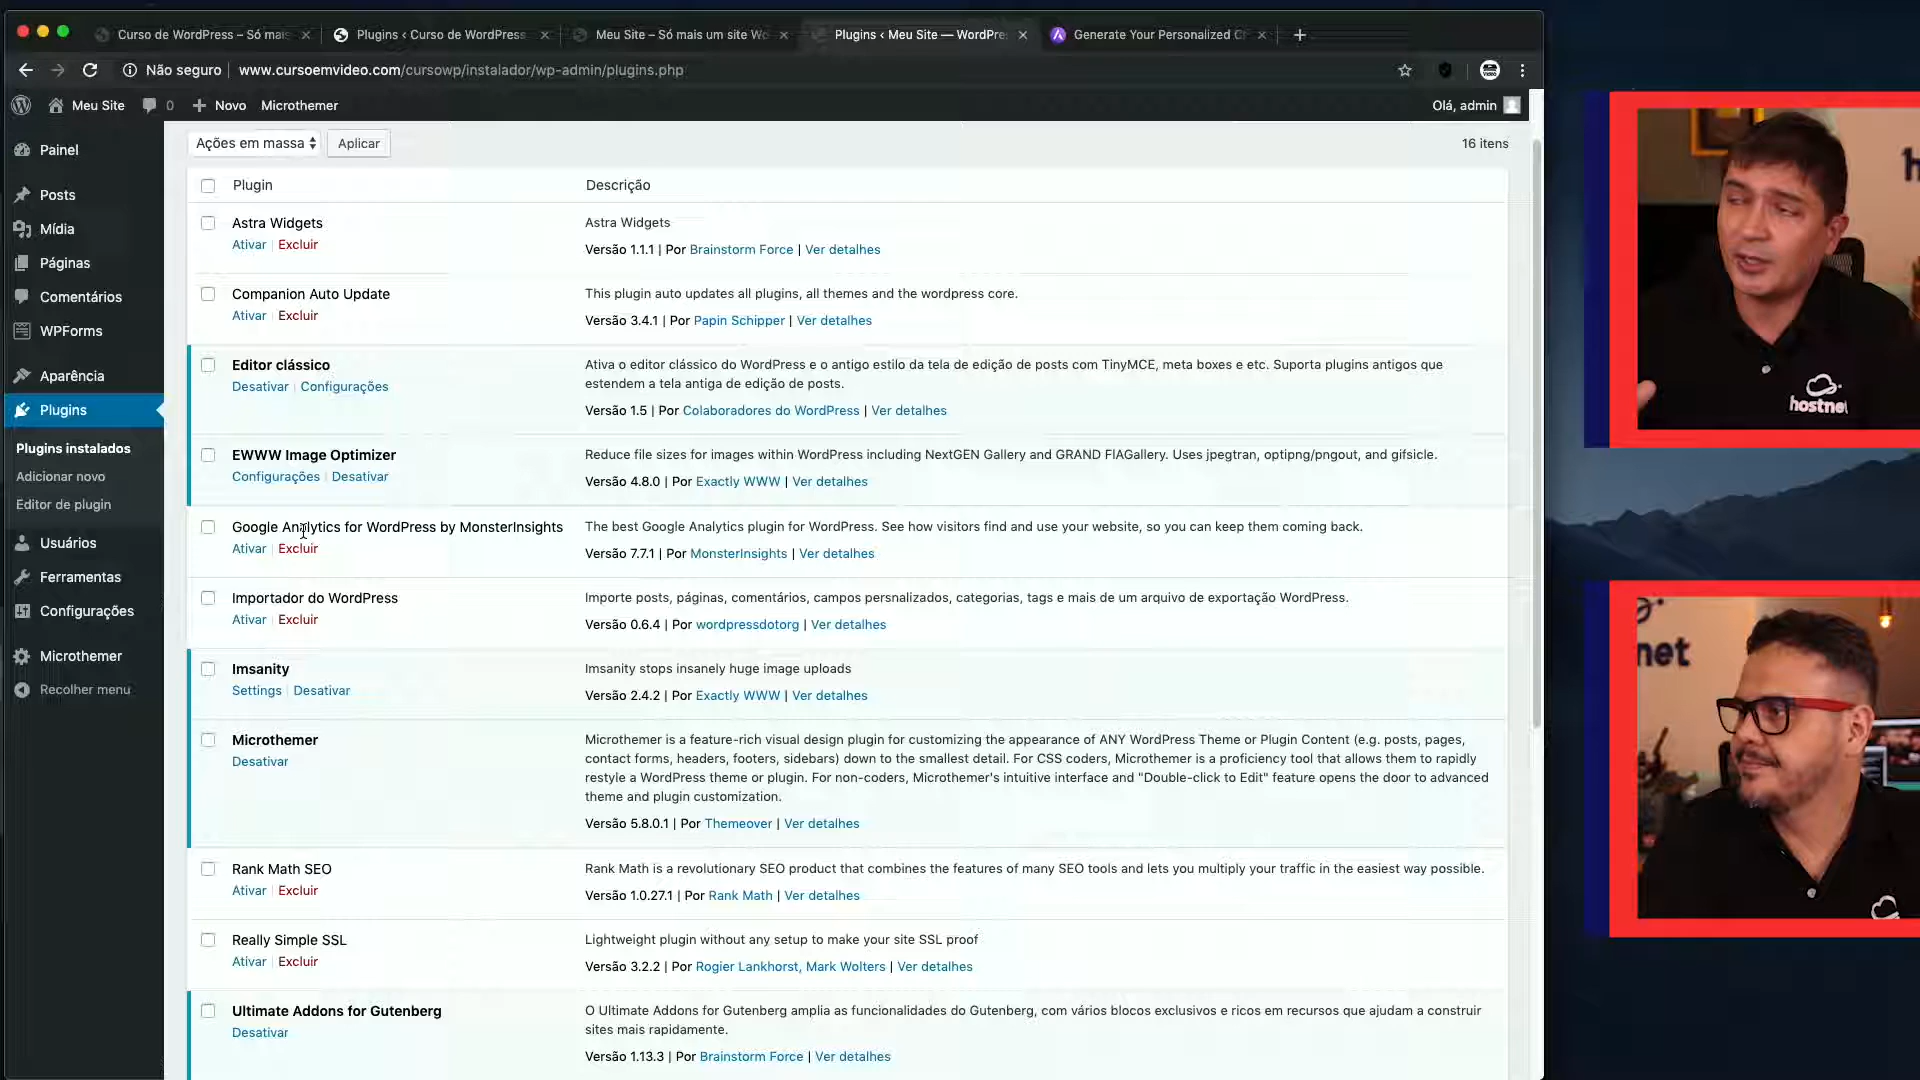 Curso de WordPress – Só mais
Plugins ‹ Curso de WordPress
Meu Site – Só mais um site Wo
Plugins ‹ Meu Site — WordPre
Generate Your Personalized C
Não seguro
www.cursoemvideo.com/cursowp/instalador/wp-admin/plugins.php
Meu Site
0
Novo
Microthemer
Olá, admin
Painel
Posts
Mídia
Páginas
Comentários
WPForms
Aparência
Plugins
Plugins instalados
Adicionar novo
Editor de plugin
Usuários
Ferramentas
Configurações
Microthemer
Recolher menu
Ações em massa
Aplicar
16 itens
Plugin
Descrição
Astra Widgets
Ativar | Excluir
Astra Widgets
Versão 1.1.1 | Por Brainstorm Force | Ver detalhes
Companion Auto Update
Ativar | Excluir
This plugin auto updates all plugins, all themes and the wordpress core.
Versão 3.4.1 | Por Papin Schipper | Ver detalhes
Editor clássico
Desativar | Configurações
Ativa o editor clássico do WordPress e o antigo estilo da tela de edição de posts com TinyMCE, meta boxes e etc. Suporta plugins antigos que
estendem a tela antiga de edição de posts.
Versão 1.5 | Por Colaboradores do WordPress | Ver detalhes
EWWW Image Optimizer
Configurações | Desativar
Reduce file sizes for images within WordPress including NextGEN Gallery and GRAND FlAGallery. Uses jpegtran, optipng/pngout, and gifsicle.
Versão 4.8.0 | Por Exactly WWW | Ver detalhes
Google Analytics for WordPress by MonsterInsights
Ativar | Excluir
The best Google Analytics plugin for WordPress. See how visitors find and use your website, so you can keep them coming back.
Versão 7.7.1 | Por MonsterInsights | Ver detalhes
Importador do WordPress
Ativar | Excluir
Importe posts, páginas, comentários, campos persnalizados, categorias, tags e mais de um arquivo de exportação WordPress.
Versão 0.6.4 | Por wordpressdotorg | Ver detalhes
Imsanity
Settings | Desativar
Imsanity stops insanely huge image uploads
Versão 2.4.2 | Por Exactly WWW | Ver detalhes
Microthemer
Desativar
Microthemer is a feature-rich visual design plugin for customizing the appearance of ANY WordPress Theme or Plugin Content (e.g. posts, pages,
contact forms, headers, footers, sidebars) down to the smallest detail. For CSS coders, Microthemer is a proficiency tool that allows them to rapidly
restyle a WordPress theme or plugin. For non-coders, Microthemer's intuitive interface and "Double-click to Edit" feature opens the door to advanced
theme and plugin customization.
Versão 5.8.0.1 | Por Themeover | Ver detalhes
Rank Math SEO
Ativar | Excluir
Rank Math is a revolutionary SEO product that combines the features of many SEO tools and lets you multiply your traffic in the easiest way possible.
Versão 1.0.27.1 | Por Rank Math | Ver detalhes
Really Simple SSL
Ativar | Excluir
Lightweight plugin without any setup to make your site SSL proof
Versão 3.2.2 | Por Rogier Lankhorst, Mark Wolters | Ver detalhes
Ultimate Addons for Gutenberg
Desativar
O Ultimate Addons for Gutenberg amplia as funcionalidades do Gutenberg, com vários blocos exclusivos e ricos em recursos que ajudam a construir
sites mais rapidamente.
Versão 1.13.3 | Por Brainstorm Force | Ver detalhes
h
hostnet
net